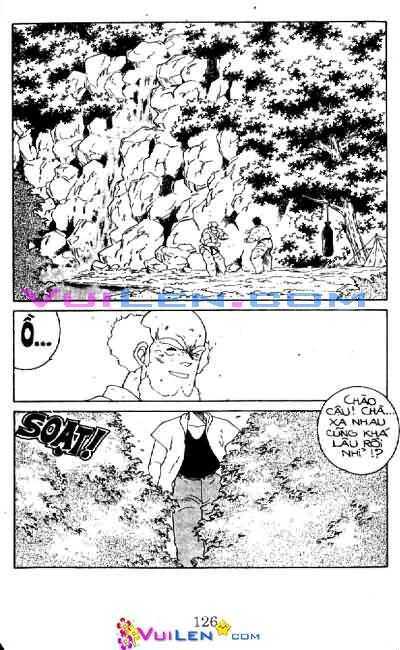 VuiLen.com
Ồ...
SOẠT!
CHÀO
CẬU! CHÀ...
XA NHAU
CŨNG KHÁ
LÂU RỒI
NHỈ !?
126
VuiLen.com